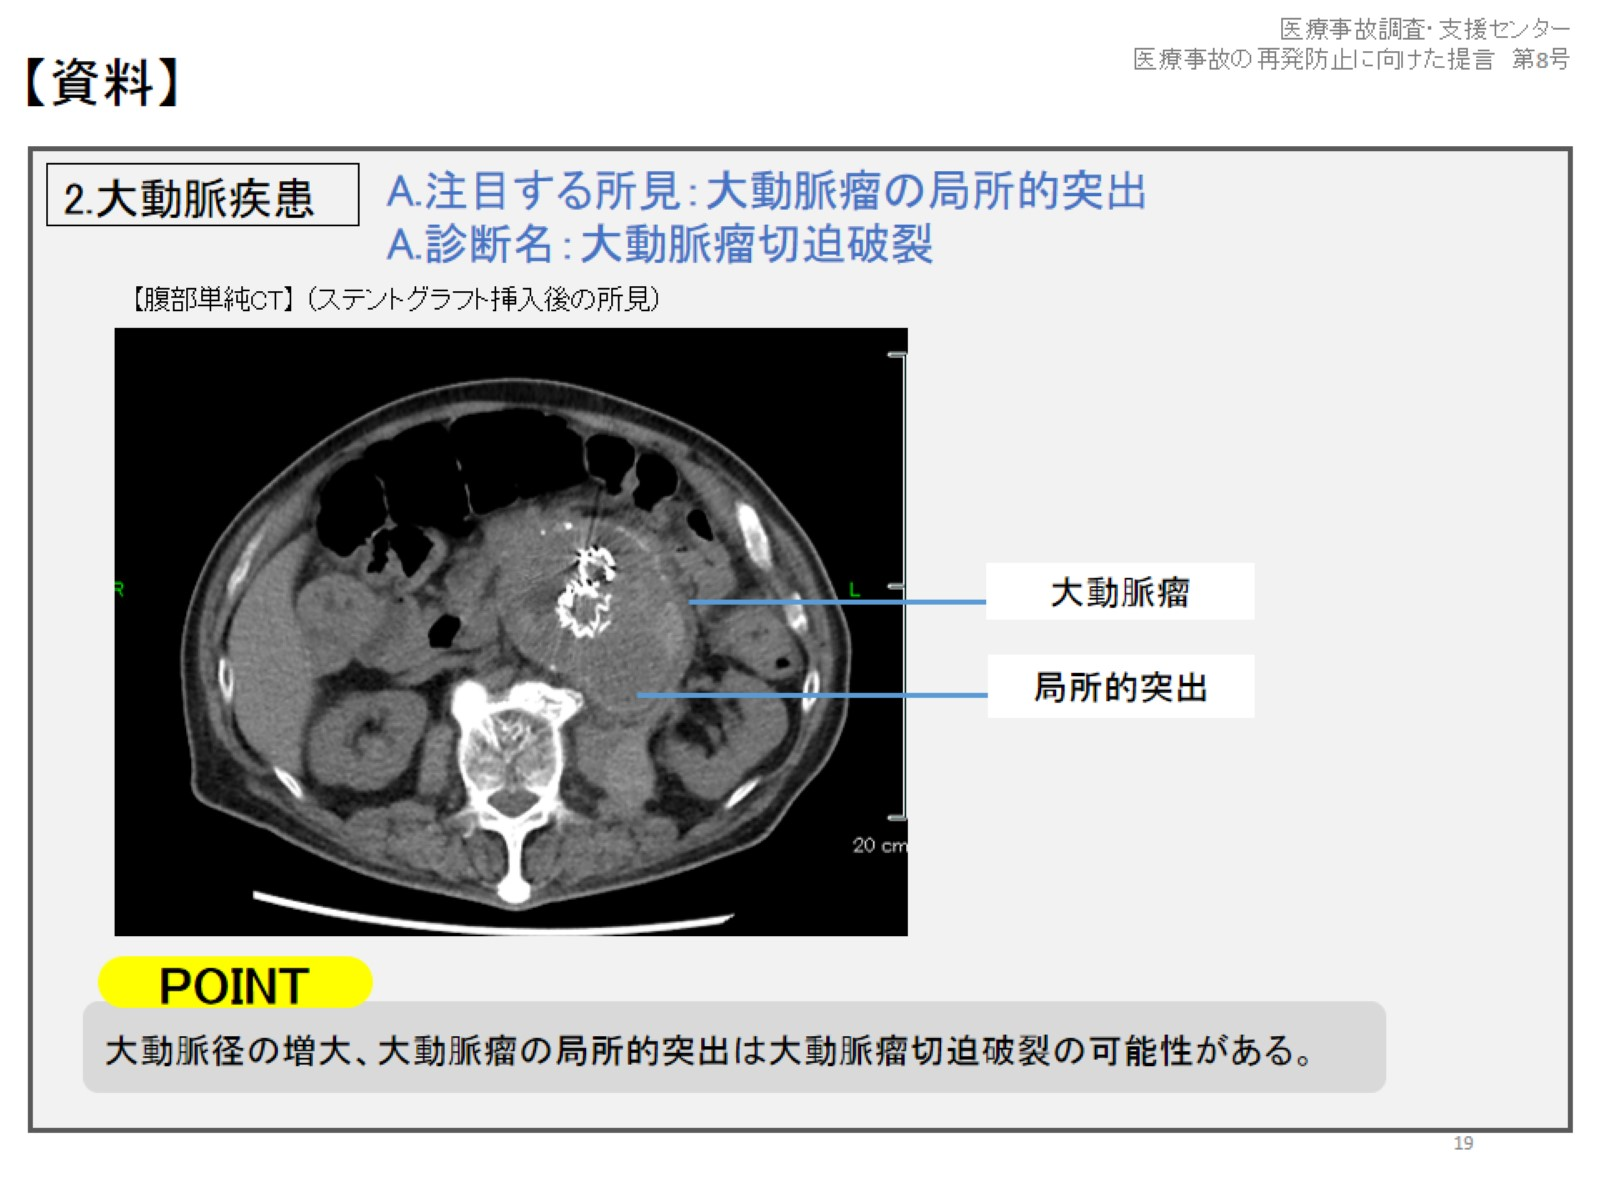 医療事故調査・支援センター
医療事故の再発防止に向けた提言　第8号
【資料】
2.大動脈疾患
A.注目する所見：大動脈瘤の局所的突出
A.診断名：大動脈瘤切迫破裂
【腹部単純CT】（ステントグラフト挿入後の所見）
R
L
大動脈瘤
局所的突出
20 cm
POINT
大動脈径の増大、大動脈瘤の局所的突出は大動脈瘤切迫破裂の可能性がある。
19